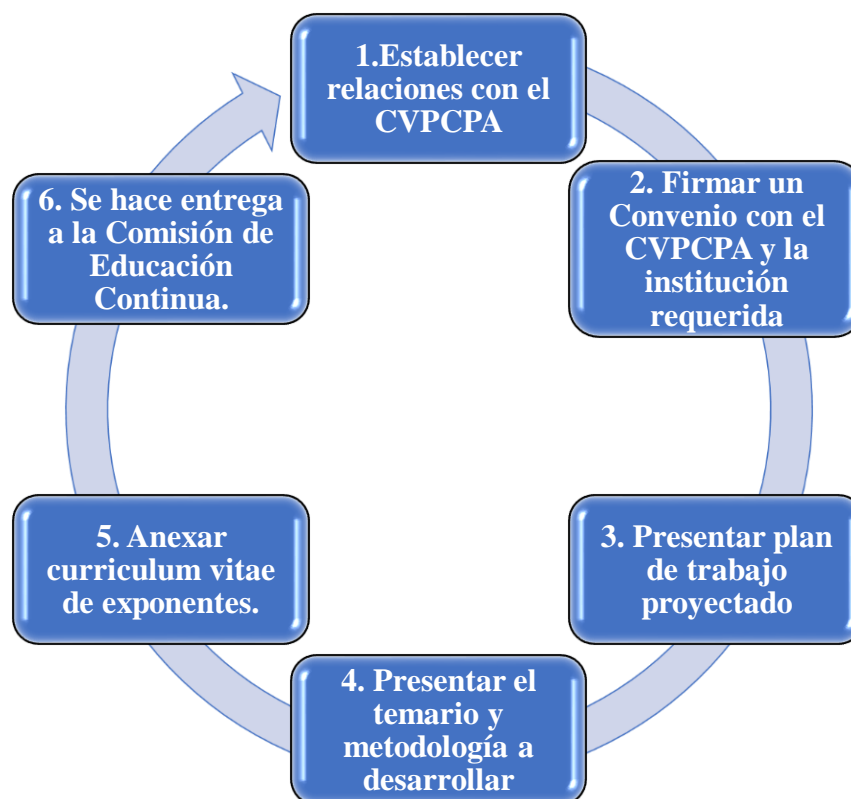 1.Establecer
relaciones con el
CVPCPA
2. Firmar un
Convenio con el
CVPCPA y la
institución
requerida
3. Presentar plan
de trabajo
proyectado
4. Presentar el
temario y
metodología a
desarrollar
5. Anexar
curriculum vitae
de exponentes.
6. Se hace entrega
a la Comisión de
Educación
Continua.